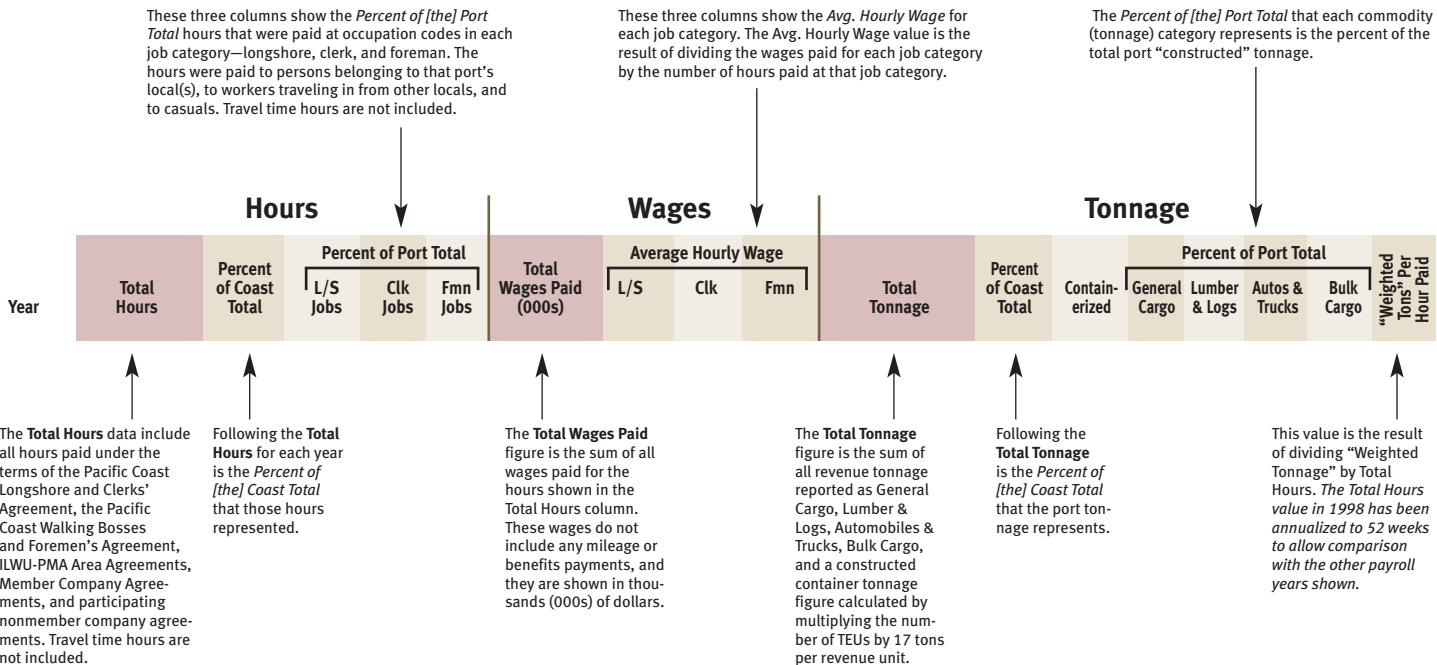 These three columns show the Percent of [the] Port
Total hours that were paid at occupation codes in each
job category—longshore, clerk, and foreman. The
hours were paid to persons belonging to that port's
local(s), to workers traveling in from other locals, and
to casuals. Travel time hours are not included.
These three columns show the Avg. Hourly Wage for
each job category. The Avg. Hourly Wage value is the
result of dividing the wages paid for each job category
by the number of hours paid at that job category.
The Percent of [the] Port Total that each commodity
(tonnage) category represents is the percent of the
total port “constructed” tonnage.
Hours
Wages
Tonnage
Year
Total
Hours
Percent
of Coast
Total
Percent of Port Total
L/S
Jobs
Clk
Jobs
Fmn
Jobs
Total
Wages Paid
(000s)
Average Hourly Wage
L/S
Clk
Fmn
Total
Tonnage
Percent
of Coast
Total
Percent of Port Total
Contain-
erized
General
Cargo
Lumber
& Logs
Autos &
Trucks
Bulk
Cargo
“Weighted
Tons” Per
Hour Paid
The Total Hours data include
all hours paid under the
terms of the Pacific Coast
Longshore and Clerks'
Agreement, the Pacific
Coast Walking Bosses
and Foremen's Agreement,
ILWU-PMA Area Agreements,
Member Company Agree-
ments, and participating
nonmember company agree-
ments. Travel time hours are
not included.
Following the Total
Hours for each year
is the Percent of
[the] Coast Total
that those hours
represented.
The Total Wages Paid
figure is the sum of all
wages paid for the
hours shown in the
Total Hours column.
These wages do not
include any mileage or
benefits payments, and
they are shown in thou-
sands (000s) of dollars.
The Total Tonnage
figure is the sum of
all revenue tonnage
reported as General
Cargo, Lumber &
Logs, Automobiles &
Trucks, Bulk Cargo,
and a constructed
container tonnage
figure calculated by
multiplying the num-
ber of TEUs by 17 tons
per revenue unit.
Following the
Total Tonnage
is the Percent of
[the] Coast Total
that the port ton-
nage represents.
This value is the result
of dividing “Weighted
Tonnage” by Total
Hours. The Total Hours
value in 1998 has been
annualized to 52 weeks
to allow comparison
with the other payroll
years shown.